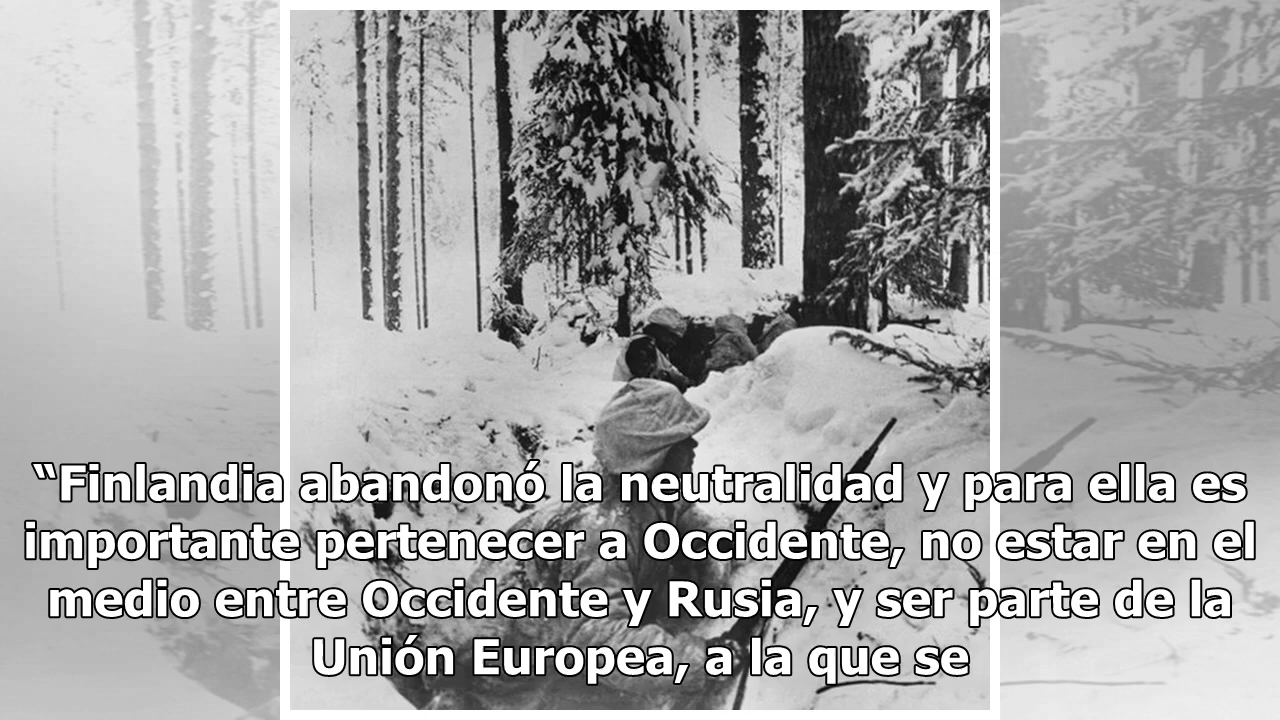 “Finlandia abandonó la neutralidad y para ella es
importante pertenecer a Occidente, no estar en el
medio entre Occidente y Rusia, y ser parte de la
Unión Europea, a la que se